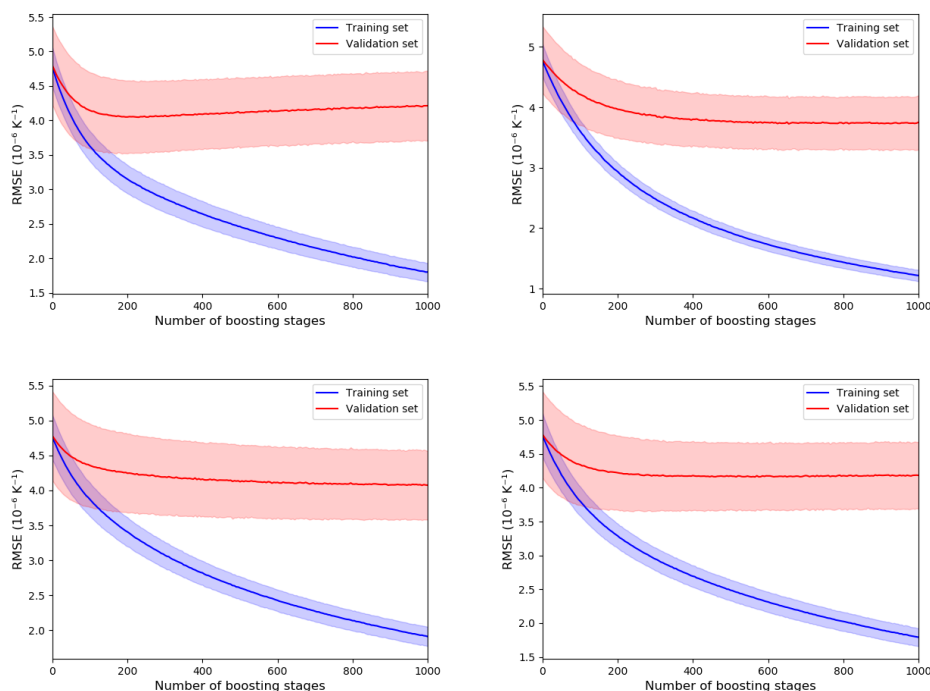 5.5
5.0
4.5
4.0
3.5
3.0
2.5
2.0
1.5
RMSE (10⁻⁶ K⁻¹)
Training set
Validation set
0 200 400 600 800 1000
Number of boosting stages
5
4
3
2
1
RMSE (10⁻⁶ K⁻¹)
Training set
Validation set
0 200 400 600 800 1000
Number of boosting stages
5.5
5.0
4.5
4.0
3.5
3.0
2.5
2.0
RMSE (10⁻⁶ K⁻¹)
Training set
Validation set
0 200 400 600 800 1000
Number of boosting stages
5.5
5.0
4.5
4.0
3.5
3.0
2.5
2.0
1.5
RMSE (10⁻⁶ K⁻¹)
Training set
Validation set
0 200 400 600 800 1000
Number of boosting stages